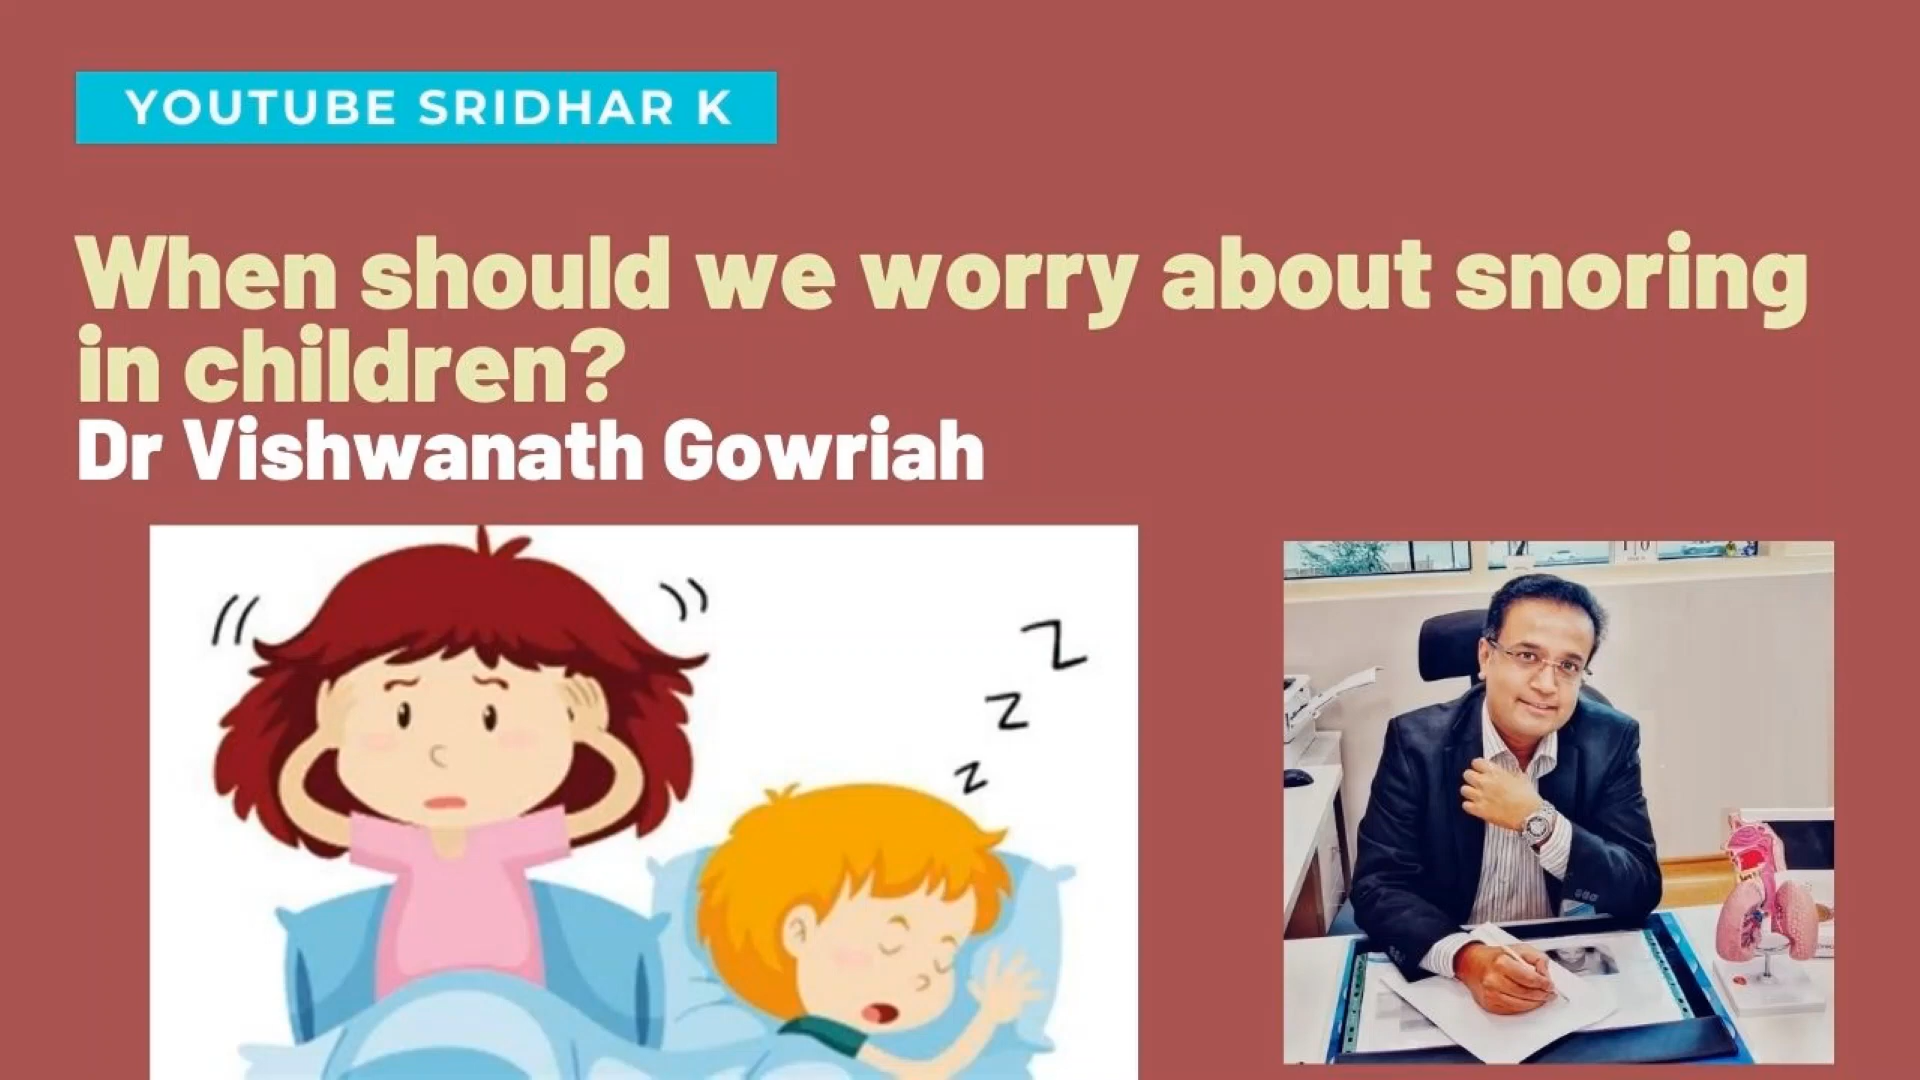 YOUTUBE SRIDHAR K
When should we worry about snoring
in children?
Dr Vishwanath Gowriah
Z
Z
Z